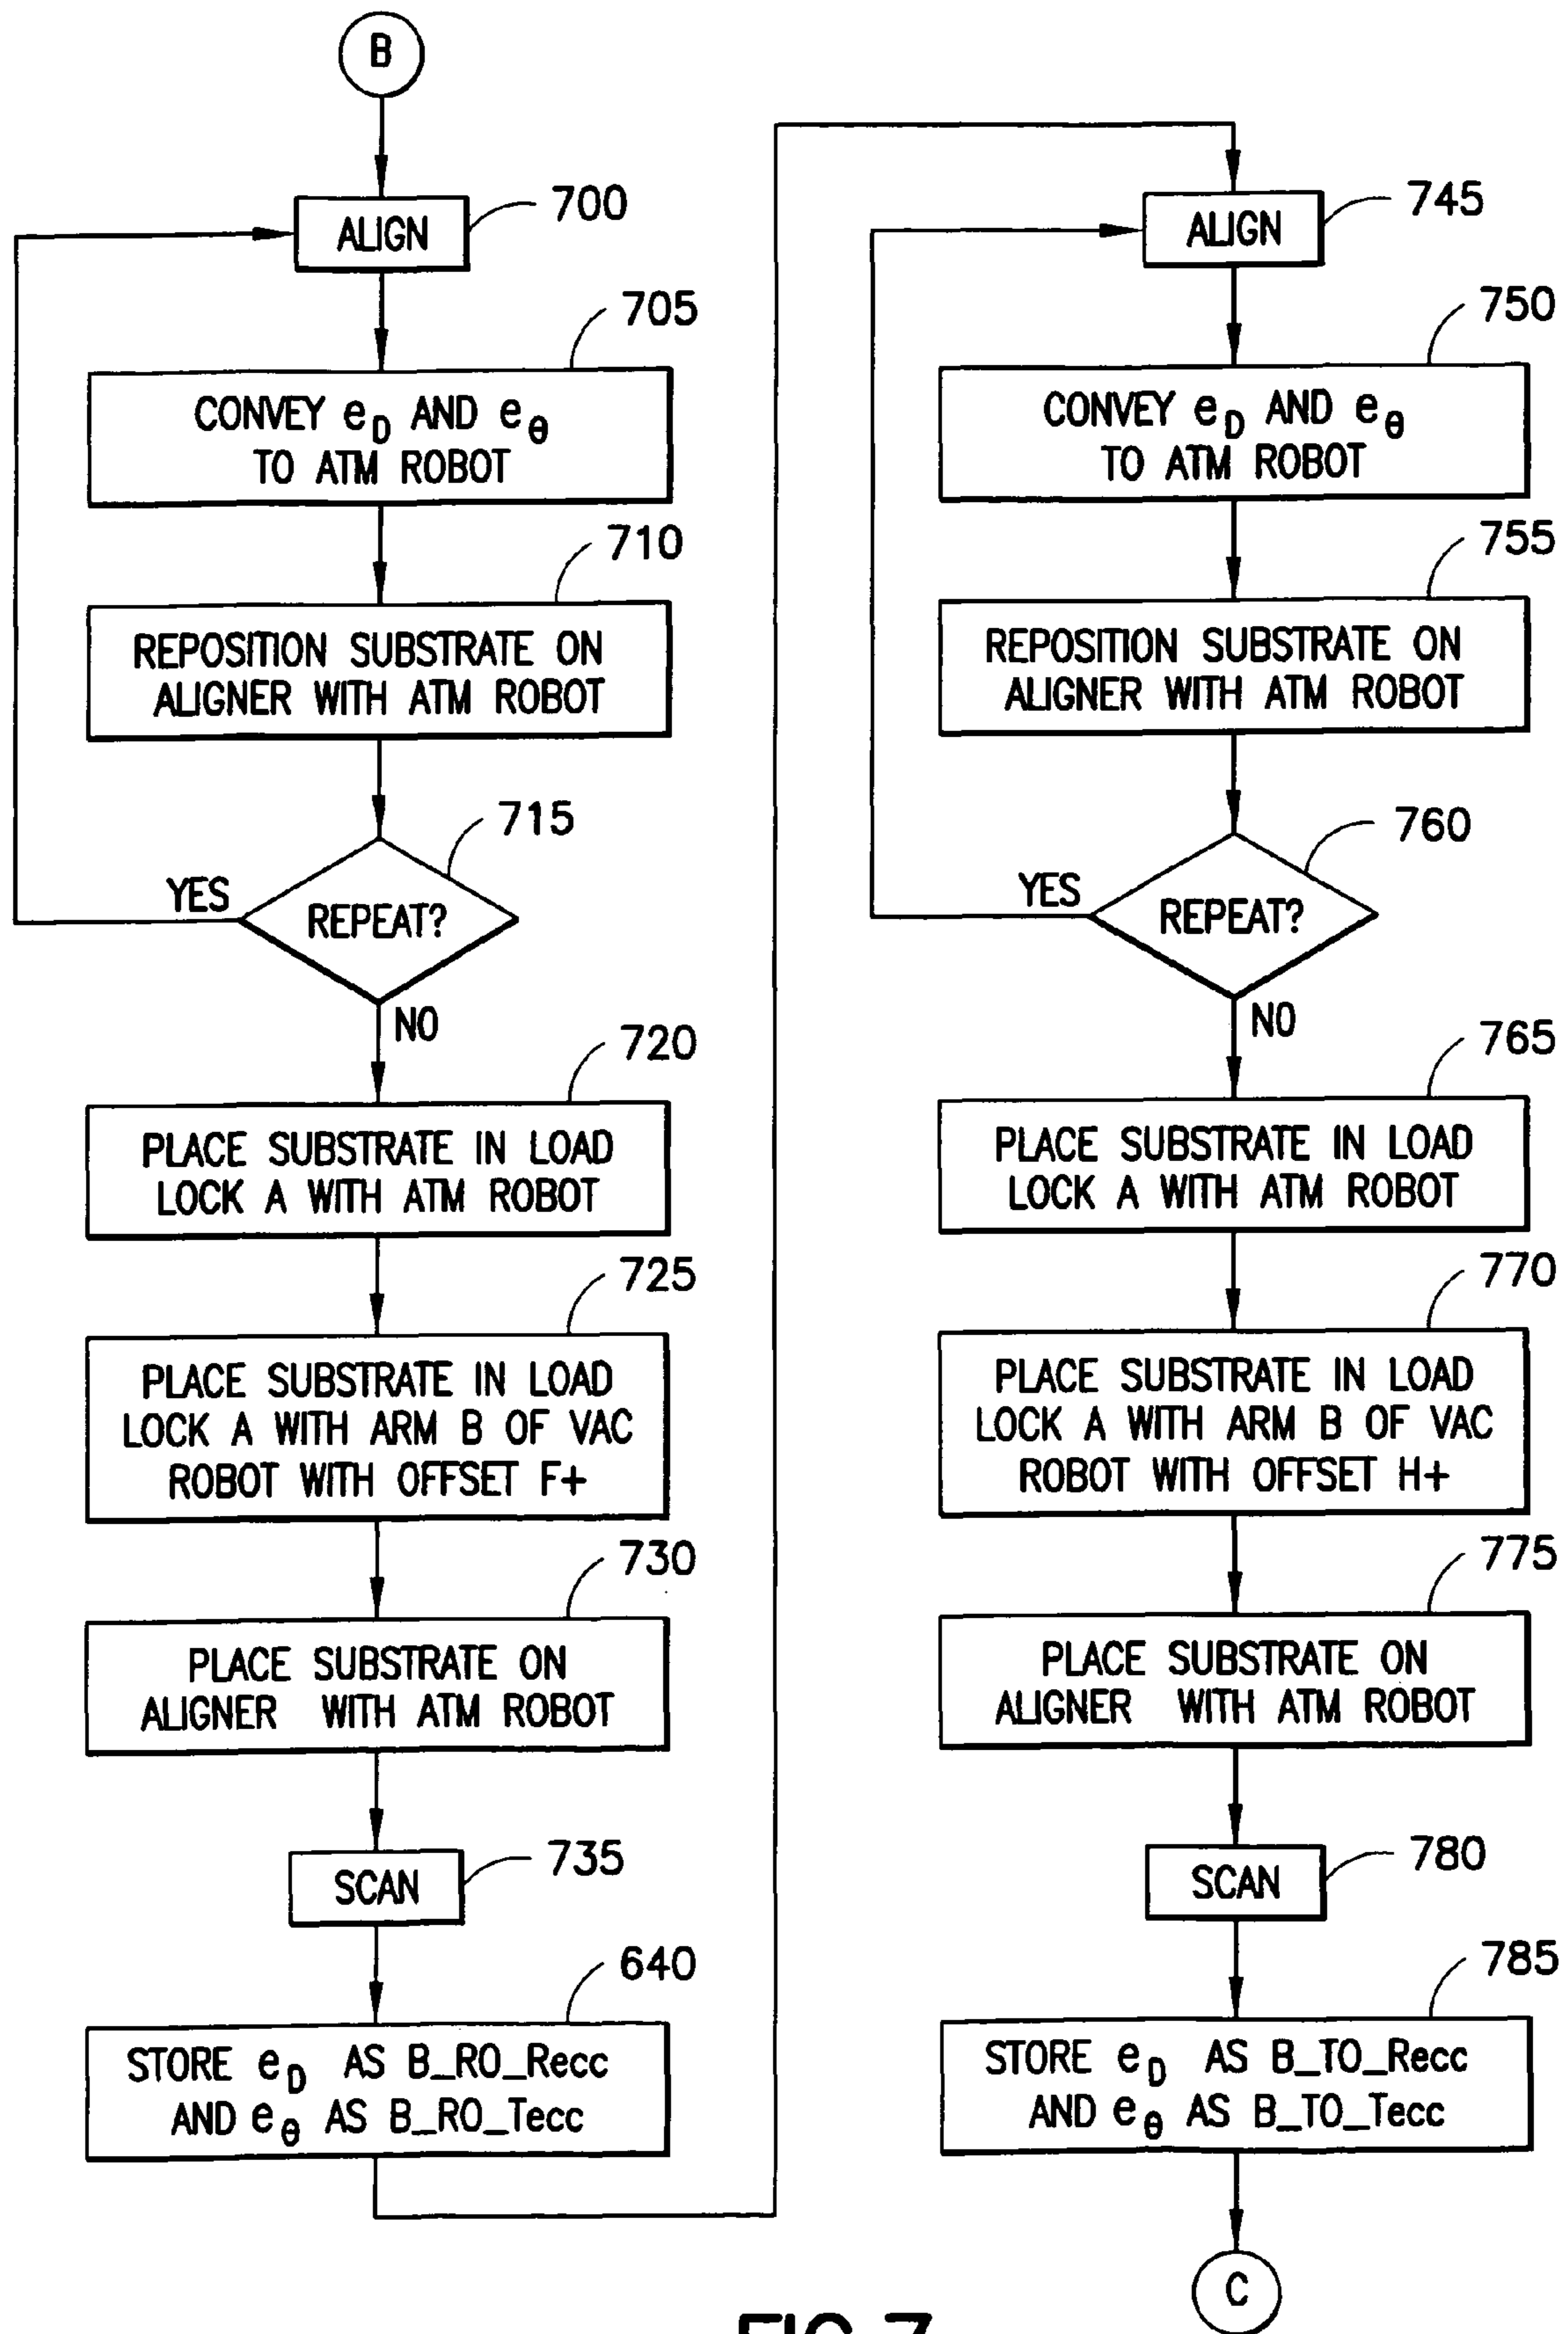 B
ALIGN
700
705
CONVEY eD AND eθ
TO ATM ROBOT
710
REPOSITION SUBSTRATE ON
ALIGNER WITH ATM ROBOT
715
YES
REPEAT?
NO
720
PLACE SUBSTRATE IN LOAD
LOCK A WITH ATM ROBOT
725
PLACE SUBSTRATE IN LOAD
LOCK A WITH ARM B OF VAC
ROBOT WITH OFFSET F+
730
PLACE SUBSTRATE ON
ALIGNER WITH ATM ROBOT
735
SCAN
640
STORE eD AS B_RO_Recc
AND eθ AS B_RO_Tecc
745
ALIGN
750
CONVEY eD AND eθ
TO ATM ROBOT
755
REPOSITION SUBSTRATE ON
ALIGNER WITH ATM ROBOT
760
YES
REPEAT?
NO
765
PLACE SUBSTRATE IN LOAD
LOCK A WITH ATM ROBOT
770
PLACE SUBSTRATE IN LOAD
LOCK A WITH ARM B OF VAC
ROBOT WITH OFFSET H+
775
PLACE SUBSTRATE ON
ALIGNER WITH ATM ROBOT
780
SCAN
785
STORE eD AS B_TO_Recc
AND eθ AS B_TO_Tecc
C
FIG.7